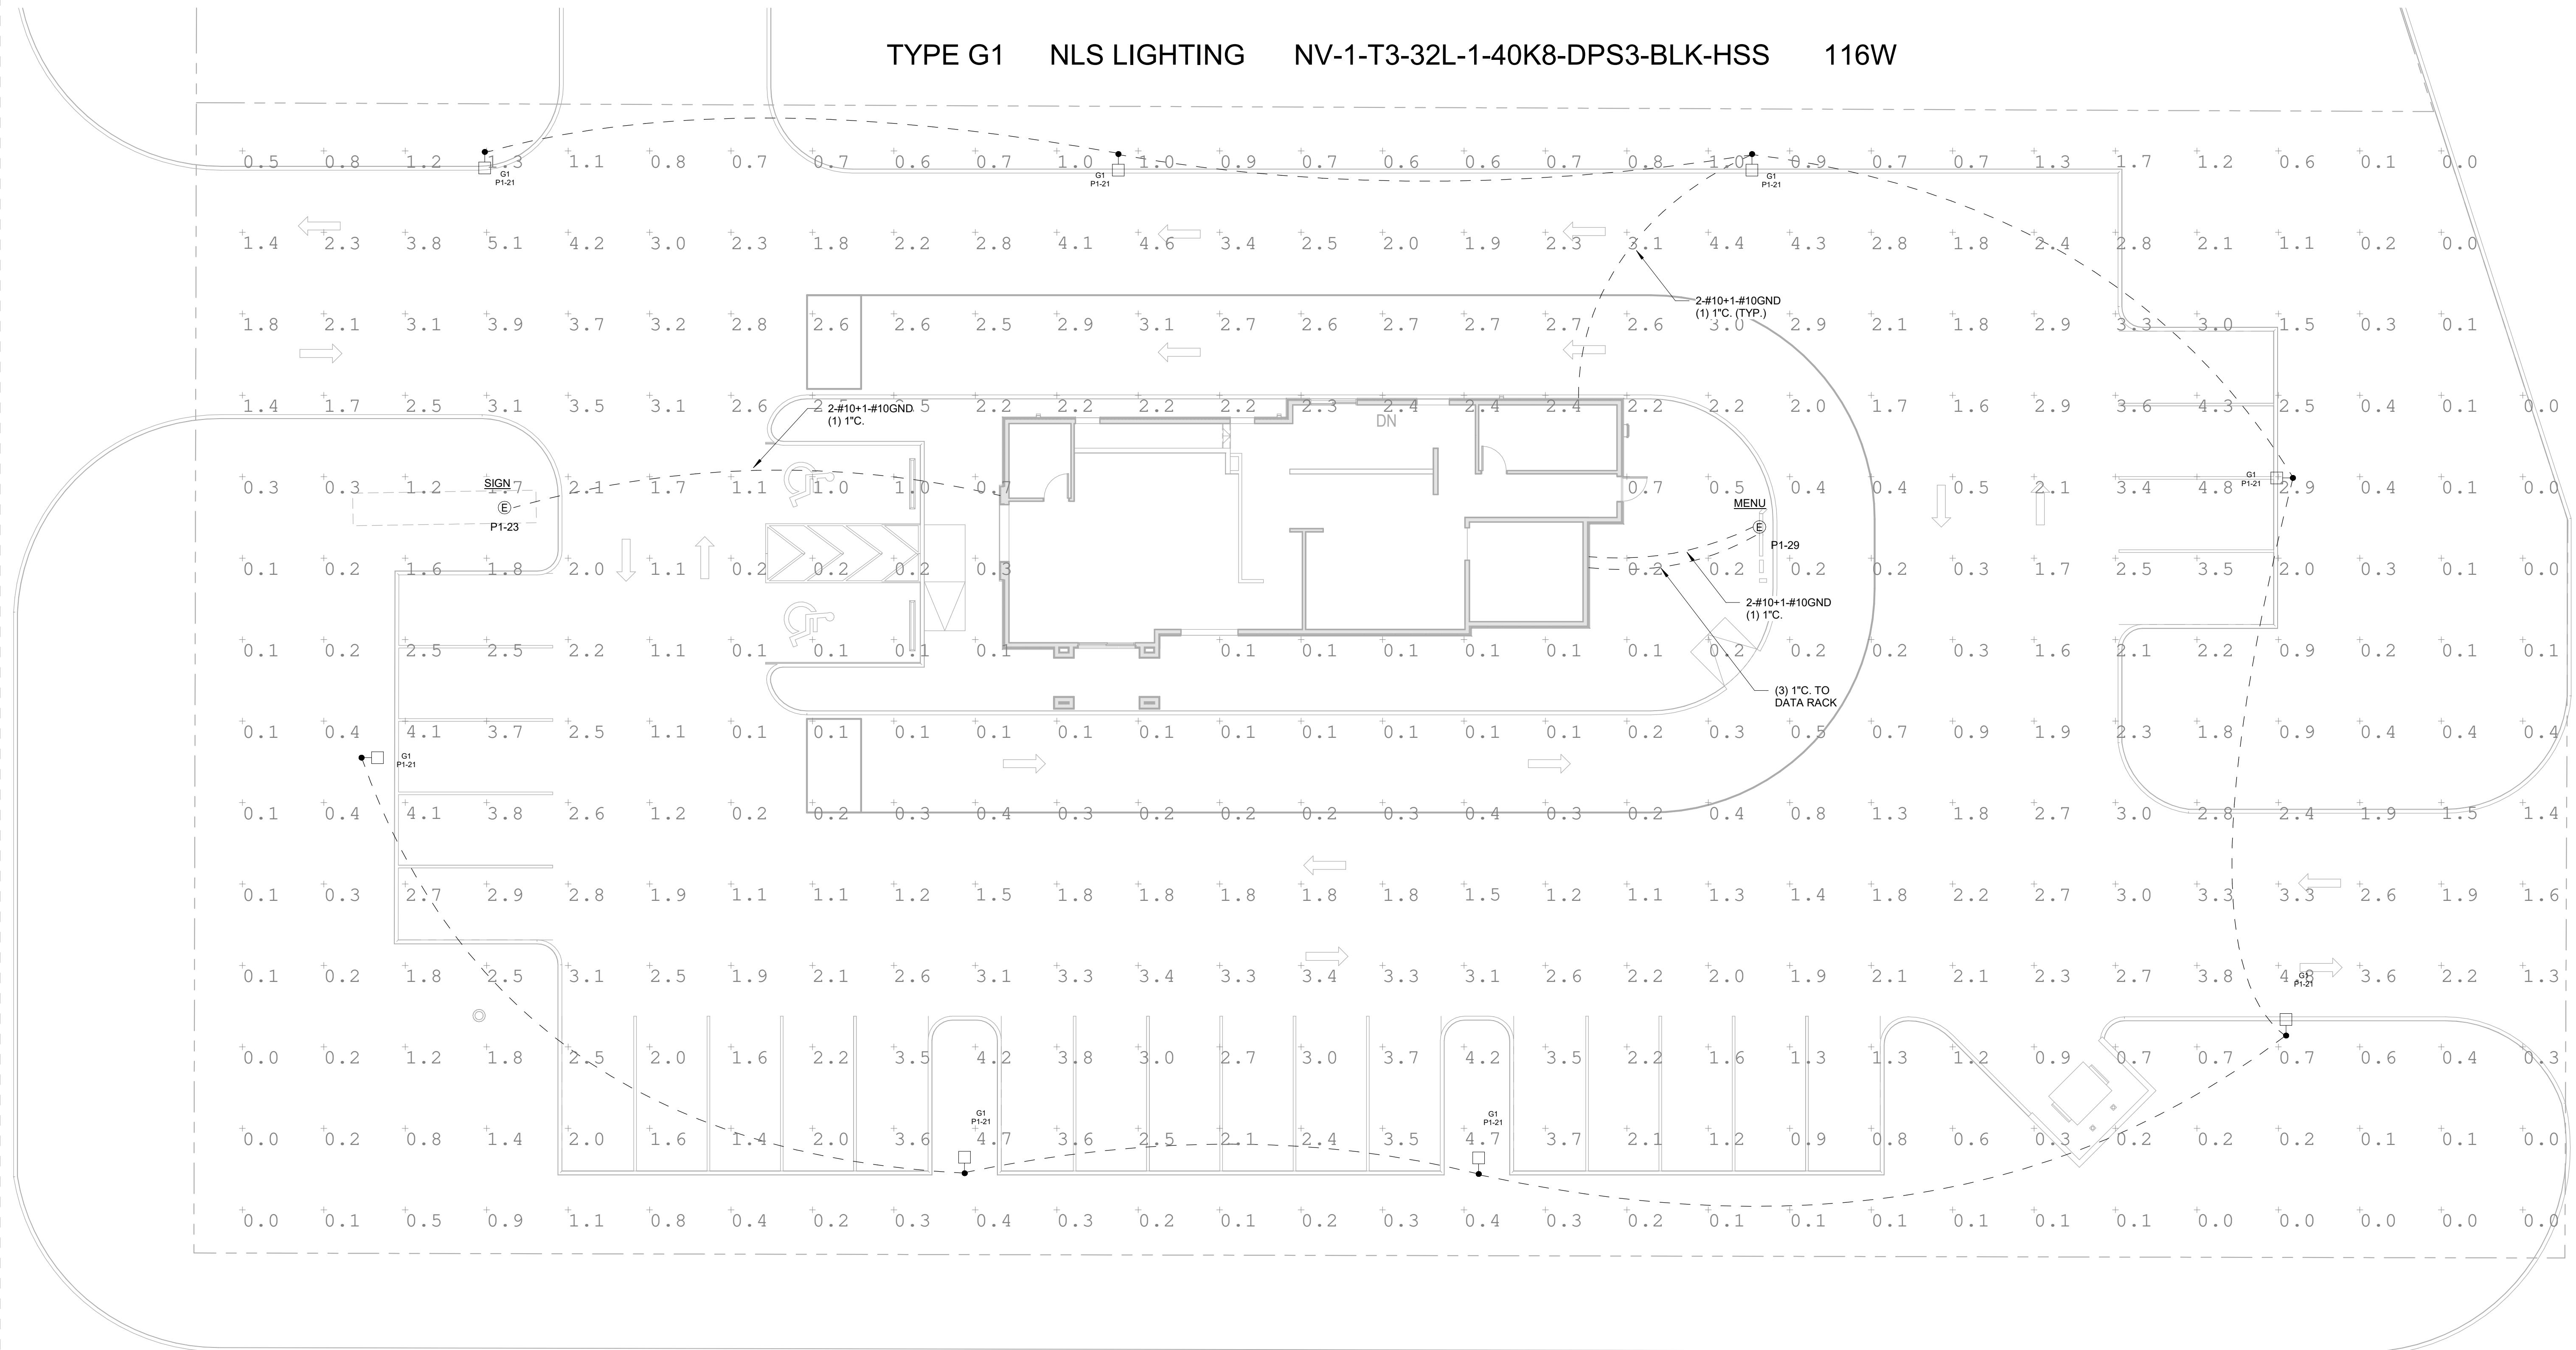 TYPE G1 NLS LIGHTING NV-1-T3-32L-1-40K8-DPS3-BLK-HSS 116W
0.5 0.8 1.2 1.3 1.1 0.8 0.7 0.7 0.6 0.7 1.0 1.0 0.9 0.7 0.6 0.6 0.7 0.8 1.0 0.9 0.7 0.7 1.3 1.7 1.2 0.6 0.1 0.0
G1
P1-21
G1
P1-21
G1
P1-21
1.4 2.3 3.8 5.1 4.2 3.0 2.3 1.8 2.2 2.8 4.1 4.6 3.4 2.5 2.0 1.9 2.3 3.1 4.4 4.3 2.8 1.8 2.4 2.8 2.1 1.1 0.2 0.0
2-#10+1-#10GND
(1) 1"C. (TYP.)
1.8 2.1 3.1 3.9 3.7 3.2 2.8 2.6 2.6 2.5 2.9 3.1 2.7 2.6 2.7 2.7 2.7 2.6 3.0 2.9 2.1 1.8 2.9 3.3 3.0 1.5 0.3 0.1
1.4 1.7 2.5 3.1 3.5 3.1 2.6 2.5 2.5 2.2 2.2 2.2 2.2 2.3 2.4 2.4 2.4 2.2 2.2 2.0 1.7 1.6 2.9 3.6 4.3 2.5 0.4 0.1 0.0
2-#10+1-#10GND
(1) 1"C.
DN
0.3 0.3 1.2 1.7 2.1 1.7 1.1 1.0 1.0 0.7 0.7 0.5 0.4 0.4 0.5 2.1 3.4 4.8 2.9 0.4 0.1 0.0
SIGN
E
P1-23
G1
P1-21
MENU
E
P1-29
0.1 0.2 1.6 1.8 2.0 1.1 0.2 0.2 0.2 0.3 0.2 0.2 0.2 0.2 0.3 1.7 2.5 3.5 2.0 0.3 0.1 0.0
2-#10+1-#10GND
(1) 1"C.
0.1 0.2 2.5 2.5 2.2 1.1 0.1 0.1 0.1 0.1 0.1 0.1 0.1 0.1 0.1 0.1 0.2 0.2 0.2 0.3 1.6 2.1 2.2 0.9 0.2 0.1 0.1
(3) 1"C. TO
DATA RACK
0.1 0.4 4.1 3.7 2.5 1.1 0.1 0.1 0.1 0.1 0.1 0.1 0.1 0.1 0.1 0.1 0.1 0.2 0.3 0.5 0.7 0.9 1.9 2.3 1.8 0.9 0.4 0.4 0.4
G1
P1-21
0.1 0.4 4.1 3.8 2.6 1.2 0.2 0.2 0.3 0.4 0.3 0.2 0.2 0.2 0.3 0.4 0.3 0.2 0.4 0.8 1.3 1.8 2.7 3.0 2.8 2.4 1.9 1.5 1.4
0.1 0.3 2.7 2.9 2.8 1.9 1.1 1.1 1.2 1.5 1.8 1.8 1.8 1.8 1.8 1.5 1.2 1.1 1.3 1.4 1.8 2.2 2.7 3.0 3.3 3.3 2.6 1.9 1.6
0.1 0.2 1.8 2.5 3.1 2.5 1.9 2.1 2.6 3.1 3.3 3.4 3.3 3.4 3.3 3.1 2.6 2.2 2.0 1.9 2.1 2.1 2.3 2.7 3.8 4.8 3.6 2.2 1.3
G1
P1-21
0.0 0.2 1.2 1.8 2.5 2.0 1.6 2.2 3.5 4.2 3.8 3.0 2.7 3.0 3.7 4.2 3.5 2.2 1.6 1.3 1.3 1.2 0.9 0.7 0.7 0.7 0.6 0.4 0.3
G1
P1-21
G1
P1-21
0.0 0.2 0.8 1.4 2.0 1.6 1.4 2.0 3.6 4.7 3.6 2.5 2.1 2.4 3.5 4.7 3.7 2.1 1.2 0.9 0.8 0.6 0.3 0.2 0.2 0.2 0.1 0.1 0.0
0.0 0.1 0.5 0.9 1.1 0.8 0.4 0.2 0.3 0.4 0.3 0.2 0.1 0.2 0.3 0.4 0.3 0.2 0.1 0.1 0.1 0.1 0.1 0.1 0.0 0.0 0.0 0.0 0.0